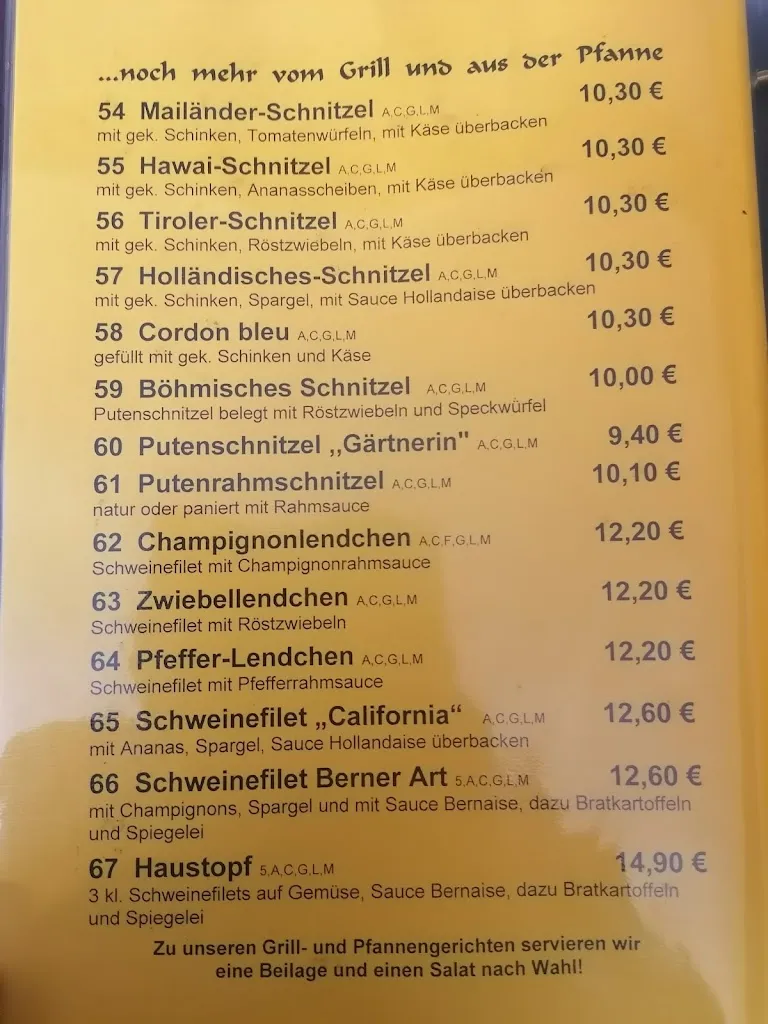 ...noch mehr vom Grill und aus der Pfanne
54 Mailänder-Schnitzel A,C,G,L,M 10,30 €
mit gek. Schinken, Tomatenwürfeln, mit Käse überbacken
55 Hawai-Schnitzel A,C,G,L,M 10,30 €
mit gek. Schinken, Ananasscheiben, mit Käse überbacken
56 Tiroler-Schnitzel A,C,G,L,M 10,30 €
mit gek. Schinken, Röstzwiebeln, mit Käse überbacken
57 Holländisches-Schnitzel A,C,G,L,M 10,30 €
mit gek. Schinken, Spargel, mit Sauce Hollandaise überbacken
58 Cordon bleu A,C,G,L,M 10,30 €
gefüllt mit gek. Schinken und Käse
59 Böhmisches Schnitzel A,C,G,L,M 10,00 €
Putenschnitzel belegt mit Röstzwiebeln und Speckwürfel
60 Putenschnitzel ,,Gärtnerin" A,C,G,L,M 9,40 €
61 Putenrahmschnitzel A,C,G,L,M 10,10 €
natur oder paniert mit Rahmsauce
62 Champignonlendchen A,C,F,G,L,M 12,20 €
Schweinefilet mit Champignonrahmsauce
63 Zwiebellendchen A,C,G,L,M 12,20 €
Schweinefilet mit Röstzwiebeln
64 Pfeffer-Lendchen A,C,G,L,M 12,20 €
Schweinefilet mit Pfefferrahmsauce
65 Schweinefilet „California“ A,C,G,L,M 12,60 €
mit Ananas, Spargel, Sauce Hollandaise überbacken
66 Schweinefilet Berner Art 5,A,C,G,L,M 12,60 €
mit Champignons, Spargel und mit Sauce Bernaise, dazu Bratkartoffeln
und Spiegelei
67 Haustopf 5,A,C,G,L,M 14,90 €
3 kl. Schweinefilets auf Gemüse, Sauce Bernaise, dazu Bratkartoffeln
und Spiegelei
Zu unseren Grill- und Pfannengerichten servieren wir
eine Beilage und einen Salat nach Wahl!